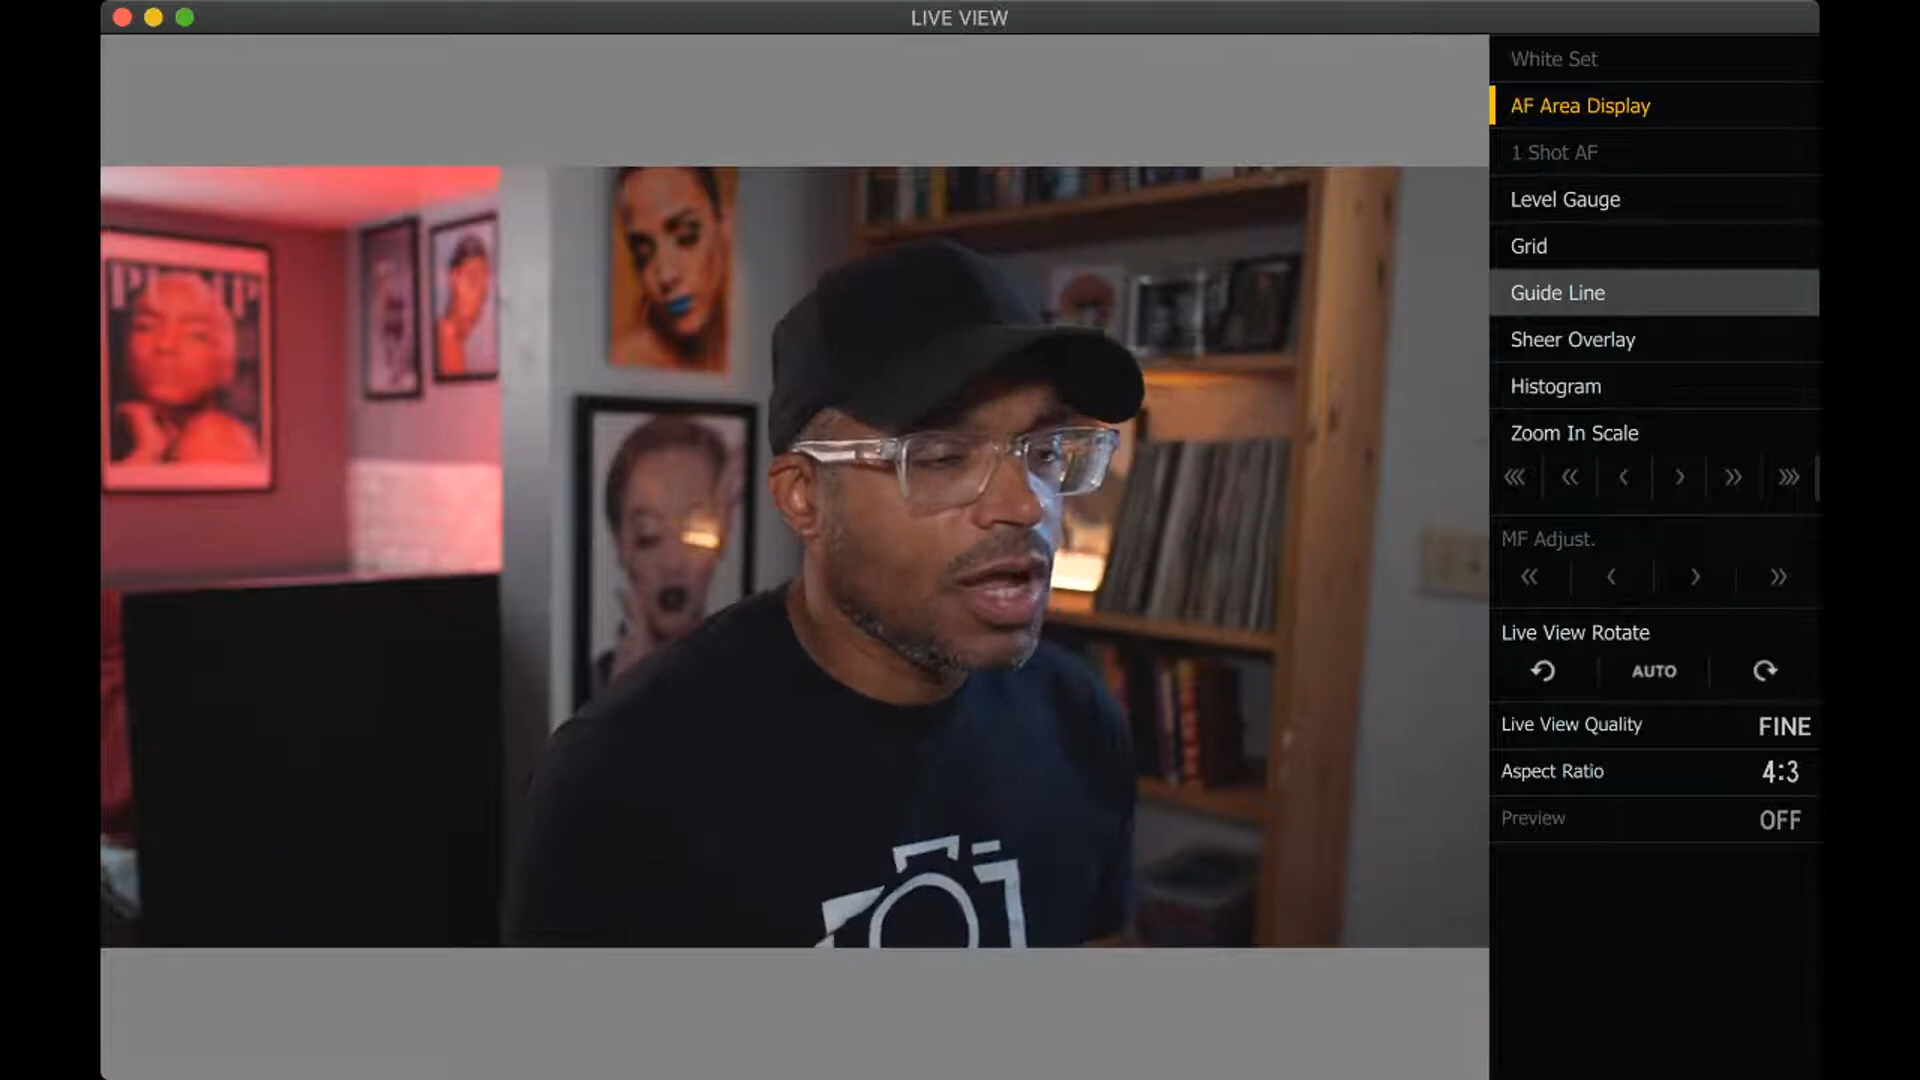 LIVE VIEW
White Set
AF Area Display
1 Shot AF
Level Gauge
Grid
Guide Line
Sheer Overlay
Histogram
Zoom In Scale
MF Adjust.
Live View Rotate
AUTO
Live View Quality FINE
Aspect Ratio 4:3
Preview OFF